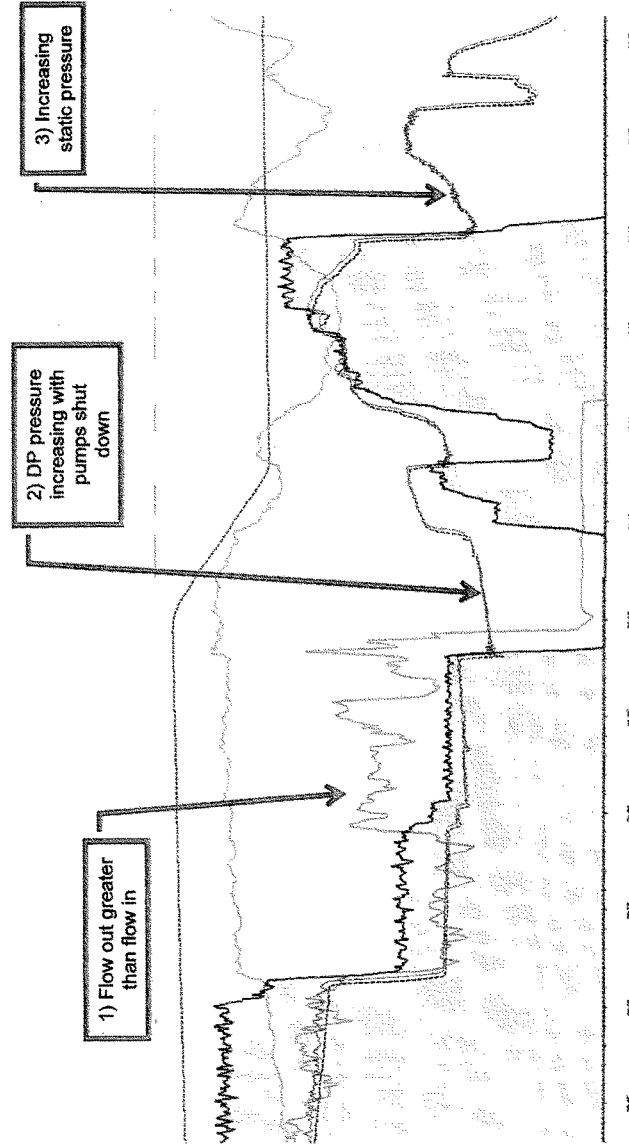 1) Flow out greater
than flow in
2) DP pressure
increasing with
pumps shut
down
3) Increasing
static pressure